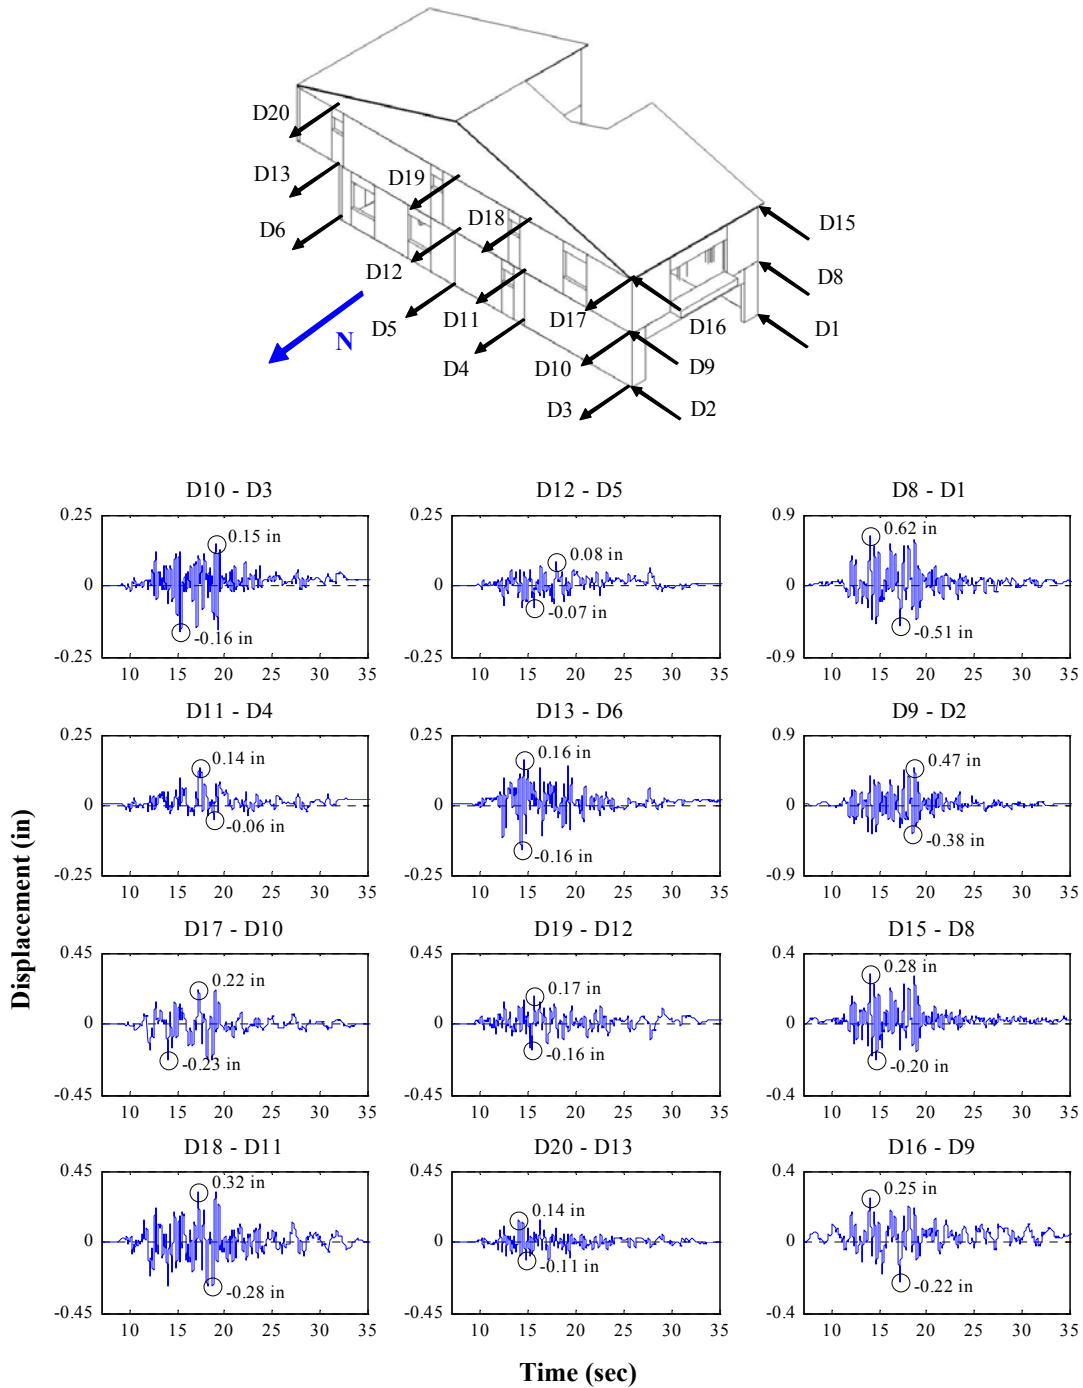 D20
D13
D19
D6
D18
D15
D12
D8
D5
D11
D17
D16
D1
N
D4
D10
D9
D3
D2
D10 - D3
D12 - D5
D8 - D1
0.25
0
-0.25
0.15 in
-0.16 in
10 15 20 25 30 35
0.25
0
-0.25
0.08 in
-0.07 in
10 15 20 25 30 35
0.9
0
-0.9
0.62 in
-0.51 in
10 15 20 25 30 35
D11 - D4
D13 - D6
D9 - D2
0.25
0
-0.25
0.14 in
-0.06 in
10 15 20 25 30 35
0.25
0
-0.25
0.16 in
-0.16 in
10 15 20 25 30 35
0.9
0
-0.9
0.47 in
-0.38 in
10 15 20 25 30 35
D17 - D10
D19 - D12
D15 - D8
0.45
0
-0.45
0.22 in
-0.23 in
10 15 20 25 30 35
0.45
0
-0.45
0.17 in
-0.16 in
10 15 20 25 30 35
0.4
0
-0.4
0.28 in
-0.20 in
10 15 20 25 30 35
D18 - D11
D20 - D13
D16 - D9
0.45
0
-0.45
0.32 in
-0.28 in
10 15 20 25 30 35
0.45
0
-0.45
0.14 in
-0.11 in
10 15 20 25 30 35
0.4
0
-0.4
0.25 in
-0.22 in
10 15 20 25 30 35
Displacement (in)
Time (sec)